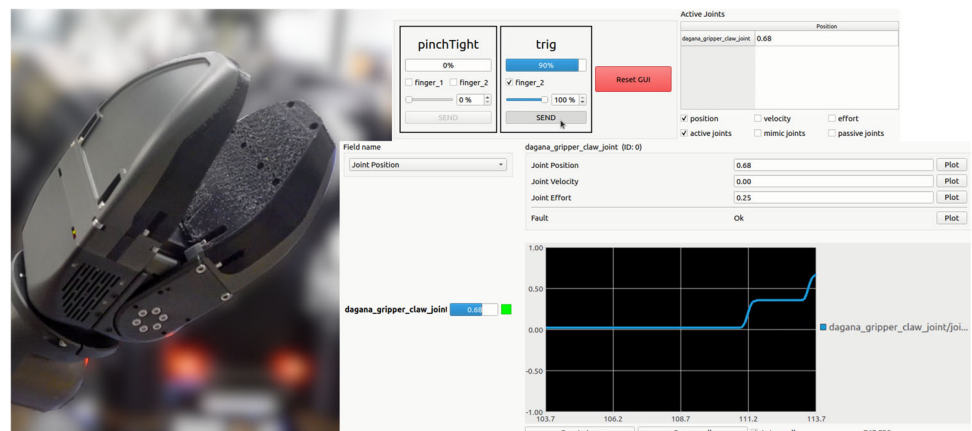 pinchTight
0%
finger_1 finger_2
0 %
SEND
trig
90%
finger_2
100 %
SEND
Reset GUI
Active Joints
Position
dagana_gripper_claw_joint 0.68
position velocity effort
active joints mimic joints passive joints
Field name
Joint Position
dagana_gripper_claw_joint 0.68
dagana_gripper_claw_joint (ID: 0)
Joint Position 0.68 Plot
Joint Velocity 0.00 Plot
Joint Effort 0.25 Plot
Fault Ok Plot
1.00
0.50
0.00
-0.50
-1.00
103.7 106.2 108.7 111.2 113.7
dagana_gripper_claw_joint/joi...